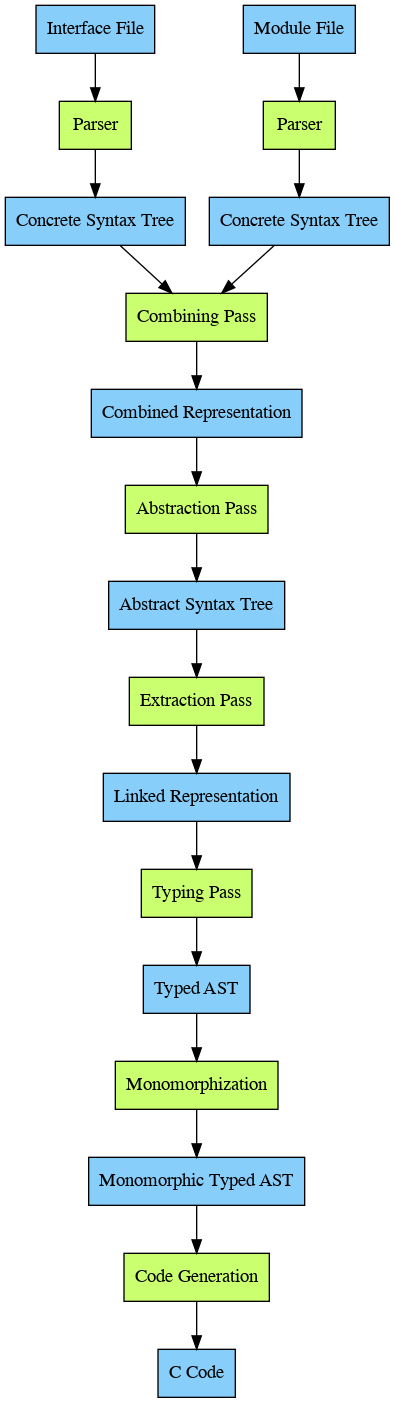 Interface File
Module File
Parser
Parser
Concrete Syntax Tree
Concrete Syntax Tree
Combining Pass
Combined Representation
Abstraction Pass
Abstract Syntax Tree
Extraction Pass
Linked Representation
Typing Pass
Typed AST
Monomorphization
Monomorphic Typed AST
Code Generation
C Code